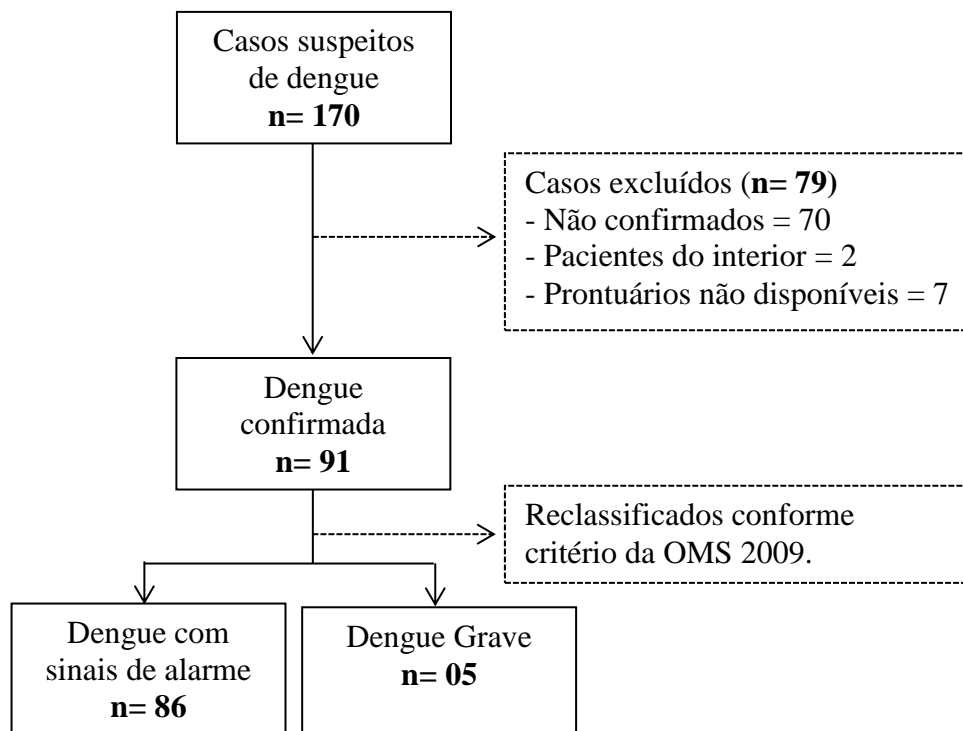 Casos suspeitos
de dengue
n= 170
Casos excluídos (n= 79)
- Não confirmados = 70
- Pacientes do interior = 2
- Prontuários não disponíveis = 7
Dengue
confirmada
n= 91
Reclassificados conforme
critério da OMS 2009.
Dengue com
sinais de alarme
n= 86
Dengue Grave
n= 05